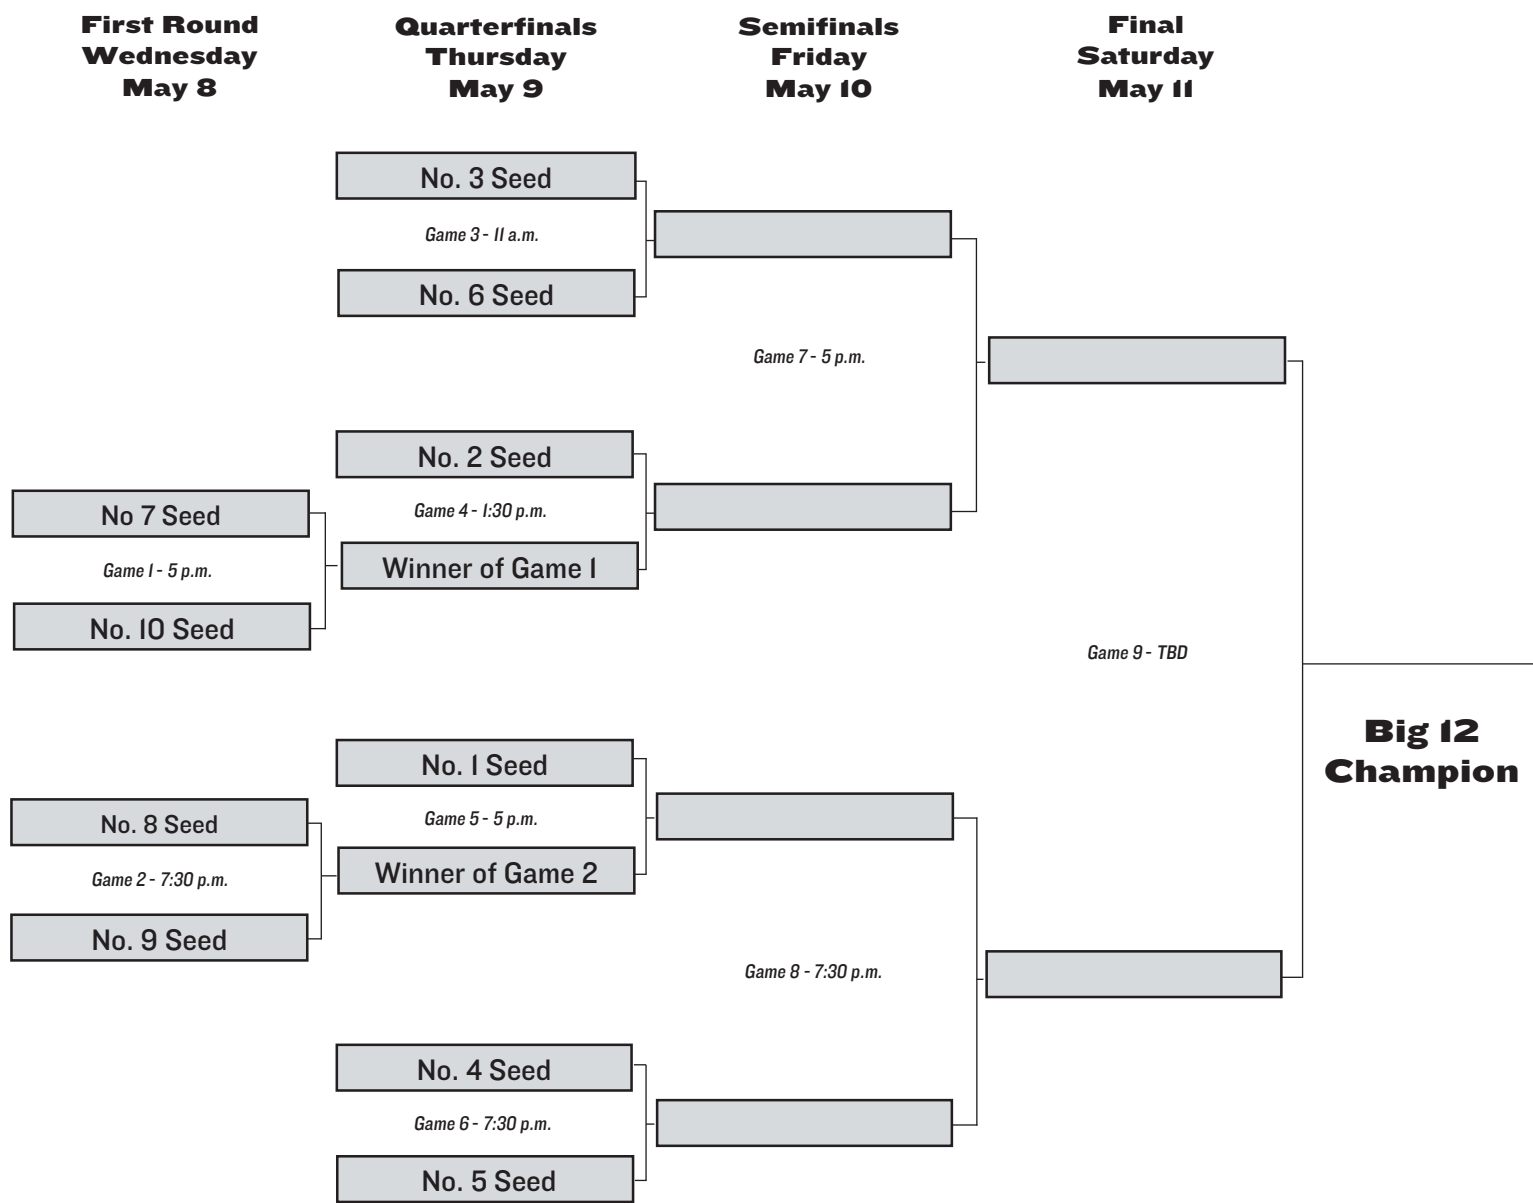 First Round
Wednesday
May 8
Quarterfinals
Thursday
May 9
Semifinals
Friday
May 10
Final
Saturday
May 11
No. 3 Seed
Game 3 - 11 a.m.
No. 6 Seed
Game 7 - 5 p.m.
No. 2 Seed
Game 4 - 1:30 p.m.
Winner of Game 1
No 7 Seed
Game 1 - 5 p.m.
No. 10 Seed
Game 9 - TBD
Big 12
Champion
No. 1 Seed
Game 5 - 5 p.m.
Winner of Game 2
No. 8 Seed
Game 2 - 7:30 p.m.
No. 9 Seed
Game 8 - 7:30 p.m.
No. 4 Seed
Game 6 - 7:30 p.m.
No. 5 Seed